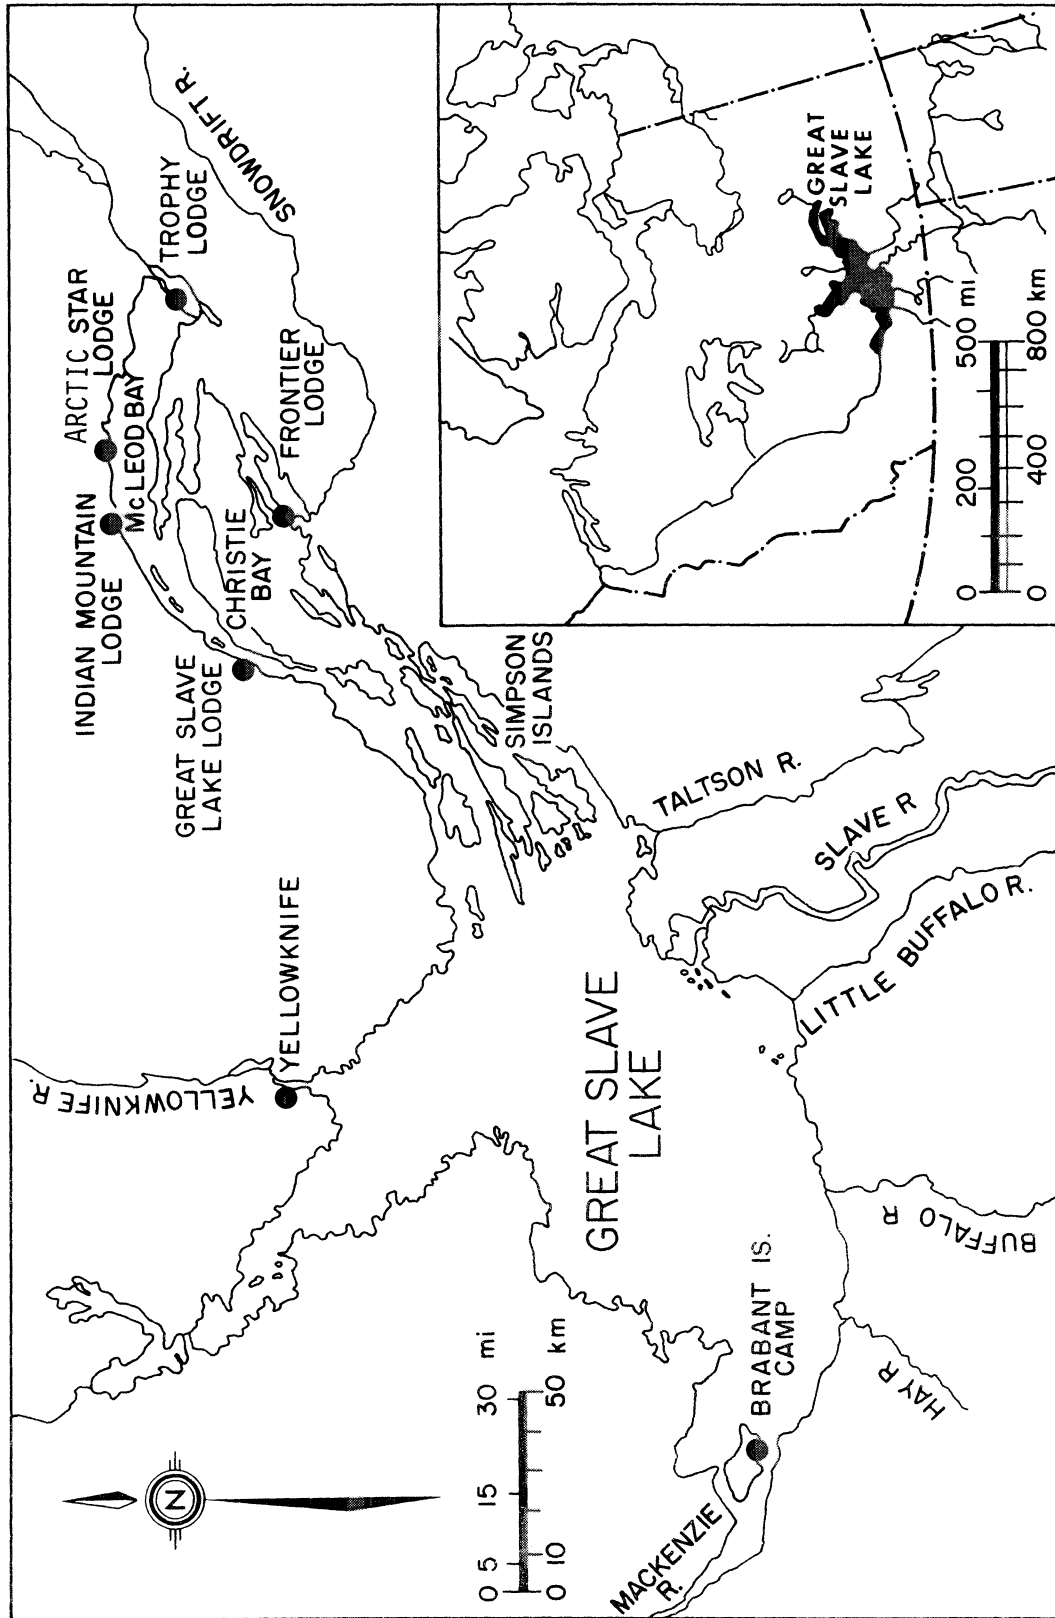 SNOWDRIFT R.
TROPHY
LODGE
ARCTIC STAR
LODGE
McLEOD BAY
FRONTIER
LODGE
INDIAN MOUNTAIN
LODGE
CHRISTIE
BAY
GREAT SLAVE
LAKE LODGE
SIMPSON
ISLANDS
YELLOWKNIFE
YELLOWKNIFE R.
TALTSON R.
SLAVE R
LITTLE BUFFALO R.
GREAT SLAVE
LAKE
BUFFALO
R
HAY R
BRABANT IS.
CAMP
MACKENZIE
R.
N
0 5 15 30 mi
0 10 50 km
GREAT
SLAVE
LAKE
0 200 500 mi
0 400 800 km